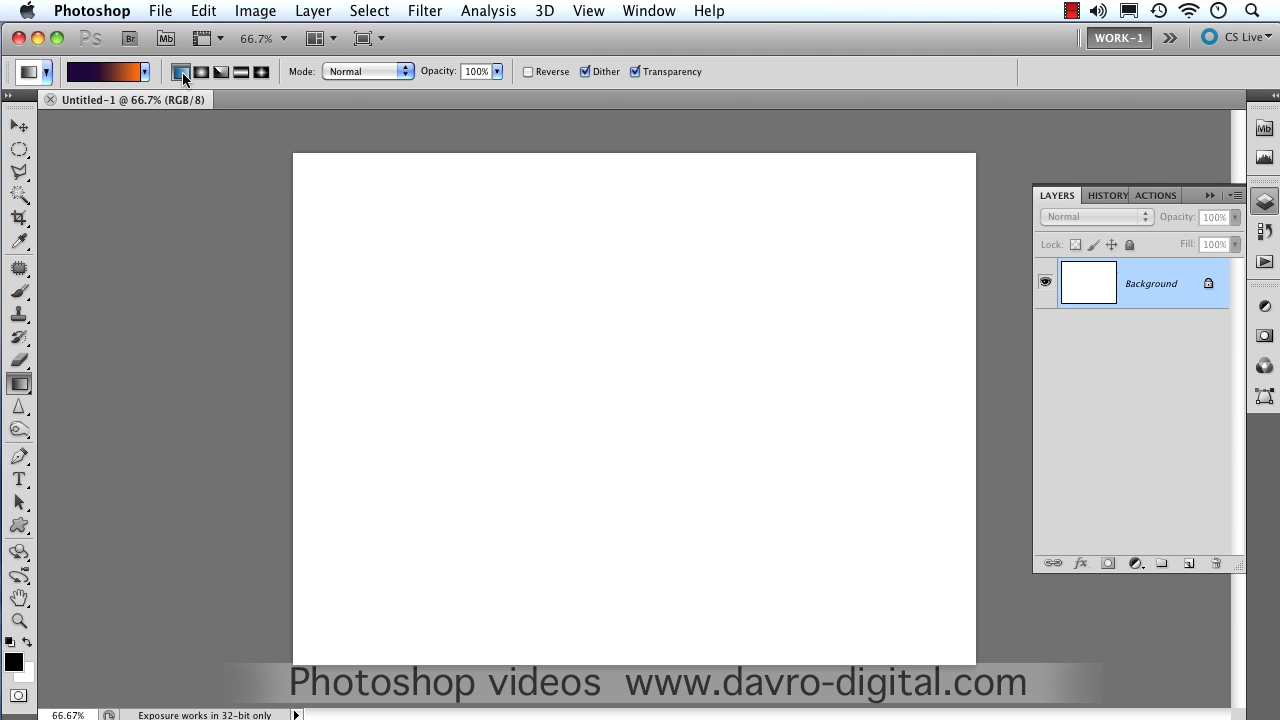 Photoshop File Edit Image Layer Select Filter Analysis 3D View Window Help
Ps Br Mb 66.7% WORK-1 CS Live
Mode: Normal Opacity: 100% Reverse Dither Transparency
Untitled-1 @ 66.7% (RGB/8)
Mb
LAYERS HISTORY ACTIONS
Normal Opacity: 100%
Lock: Fill: 100%
Background
fx
T
Photoshop videos www.davro-digital.com
66.67% Exposure works in 32-bit only